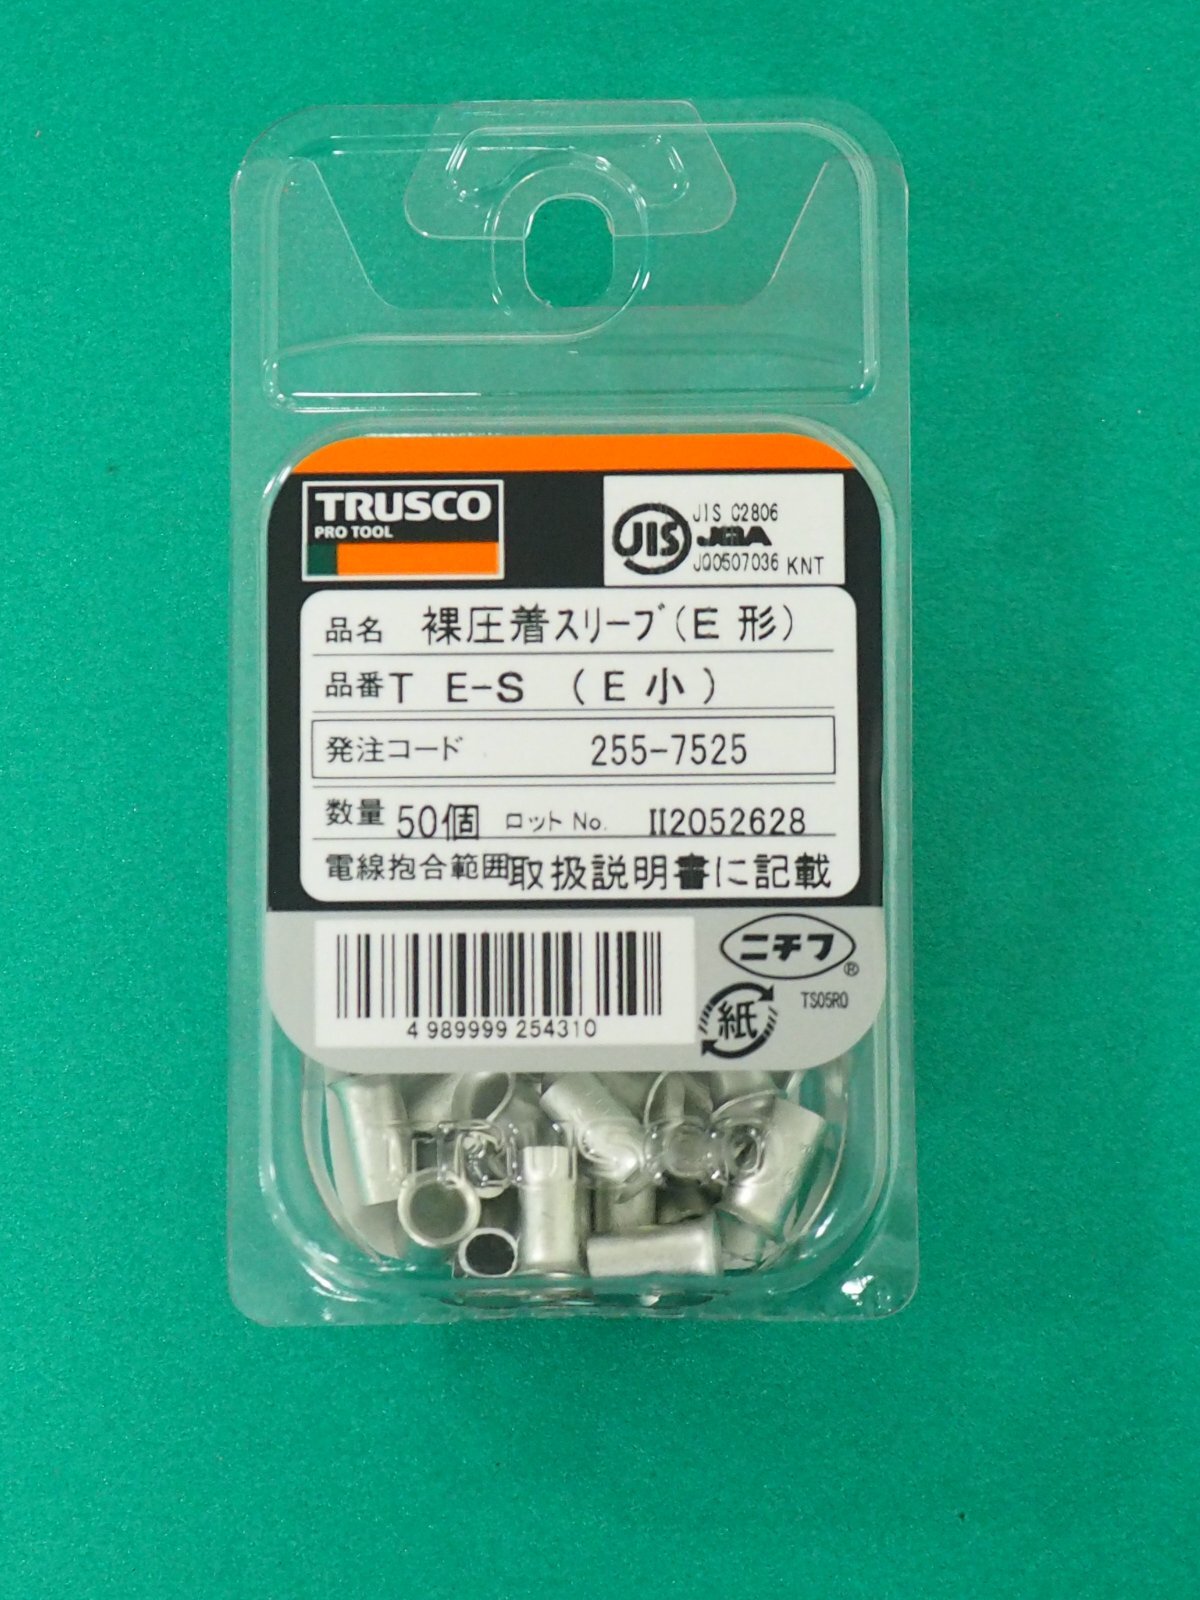 TRUSCO
PRO TOOL
JIS
JIS C2806
JMA
JQ0507036 KNT
品名 裸圧着スリーブ(E 形)
品番 T E-S (E 小)
発注コード 255-7525
数量 50個 ロット No. II2052628
電線抱合範囲 取扱説明書に記載
ニチフ®
紙
TS05R0
4 989999 254310